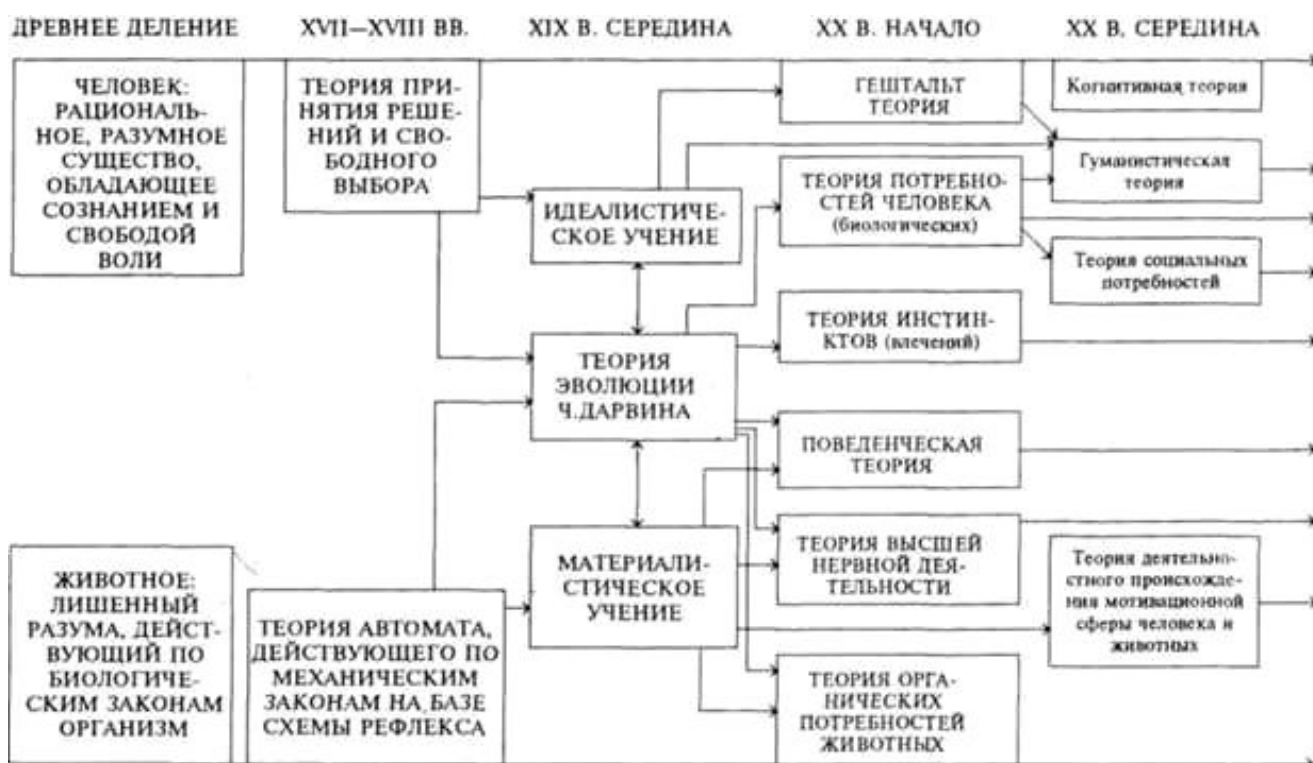 ДРЕВНЕЕ ДЕЛЕНИЕ
XVII—XVIII ВВ.
XIX В. СЕРЕДИНА
XX В. НАЧАЛО
XX В, СЕРЕДИНА
ЧЕЛОВЕК:
РАЦИОНАЛЬ-
НОЕ, РАЗУМНОЕ
СУЩЕСТВО,
ОБЛАДАЮЩЕЕ
СОЗНАНИЕМ И
СВОБОДОЙ
ВОЛИ
ЖИВОТНОЕ:
ЛИШЕННЫЙ
РАЗУМА, ДЕЙСТ-
ВУЮЩИЙ ПО
БИОЛОГИЧЕ-
СКИМ ЗАКОНАМ
ОРГАНИЗМ
ТЕОРИЯ ПРИ-
НЯТИЯ РЕШЕ-
НИЙ И СВО-
БОДНОГО
ВЫБОРА
ТЕОРИЯ АВТОМАТА,
ДЕЙСТВУЮЩЕГО ПО
МЕХАНИЧЕСКИМ
ЗАКОНАМ НА БАЗЕ
СХЕМЫ РЕФЛЕКСА
ИДЕАЛИСТИЧЕ-
СКОЕ УЧЕНИЕ
ТЕОРИЯ
ЭВОЛЮЦИИ
Ч.ДАРВИНА
МАТЕРИАЛИ-
СТИЧЕСКОЕ
УЧЕНИЕ
ГЕШТАЛЬТ
ТЕОРИЯ
ТЕОРИЯ ПОТРЕБНО-
СТЕЙ ЧЕЛОВЕКА
(биологических)
ТЕОРИЯ ИНСТИН-
КТОВ (влечений)
ПОВЕДЕНЧЕСКАЯ
ТЕОРИЯ
ТЕОРИЯ ВЫСШЕЙ
НЕРВНОЙ ДЕЯ-
ТЕЛЬНОСТИ
ТЕОРИЯ ОРГА-
НИЧЕСКИХ
ПОТРЕБНОСТЕЙ
ЖИВОТНЫХ
Когнитивная теория
Гуманистическая
теория
Теория социальных
потребностей
Теория деятельно-
стного происхожде-
ния мотивационной
сферы человека и
животных